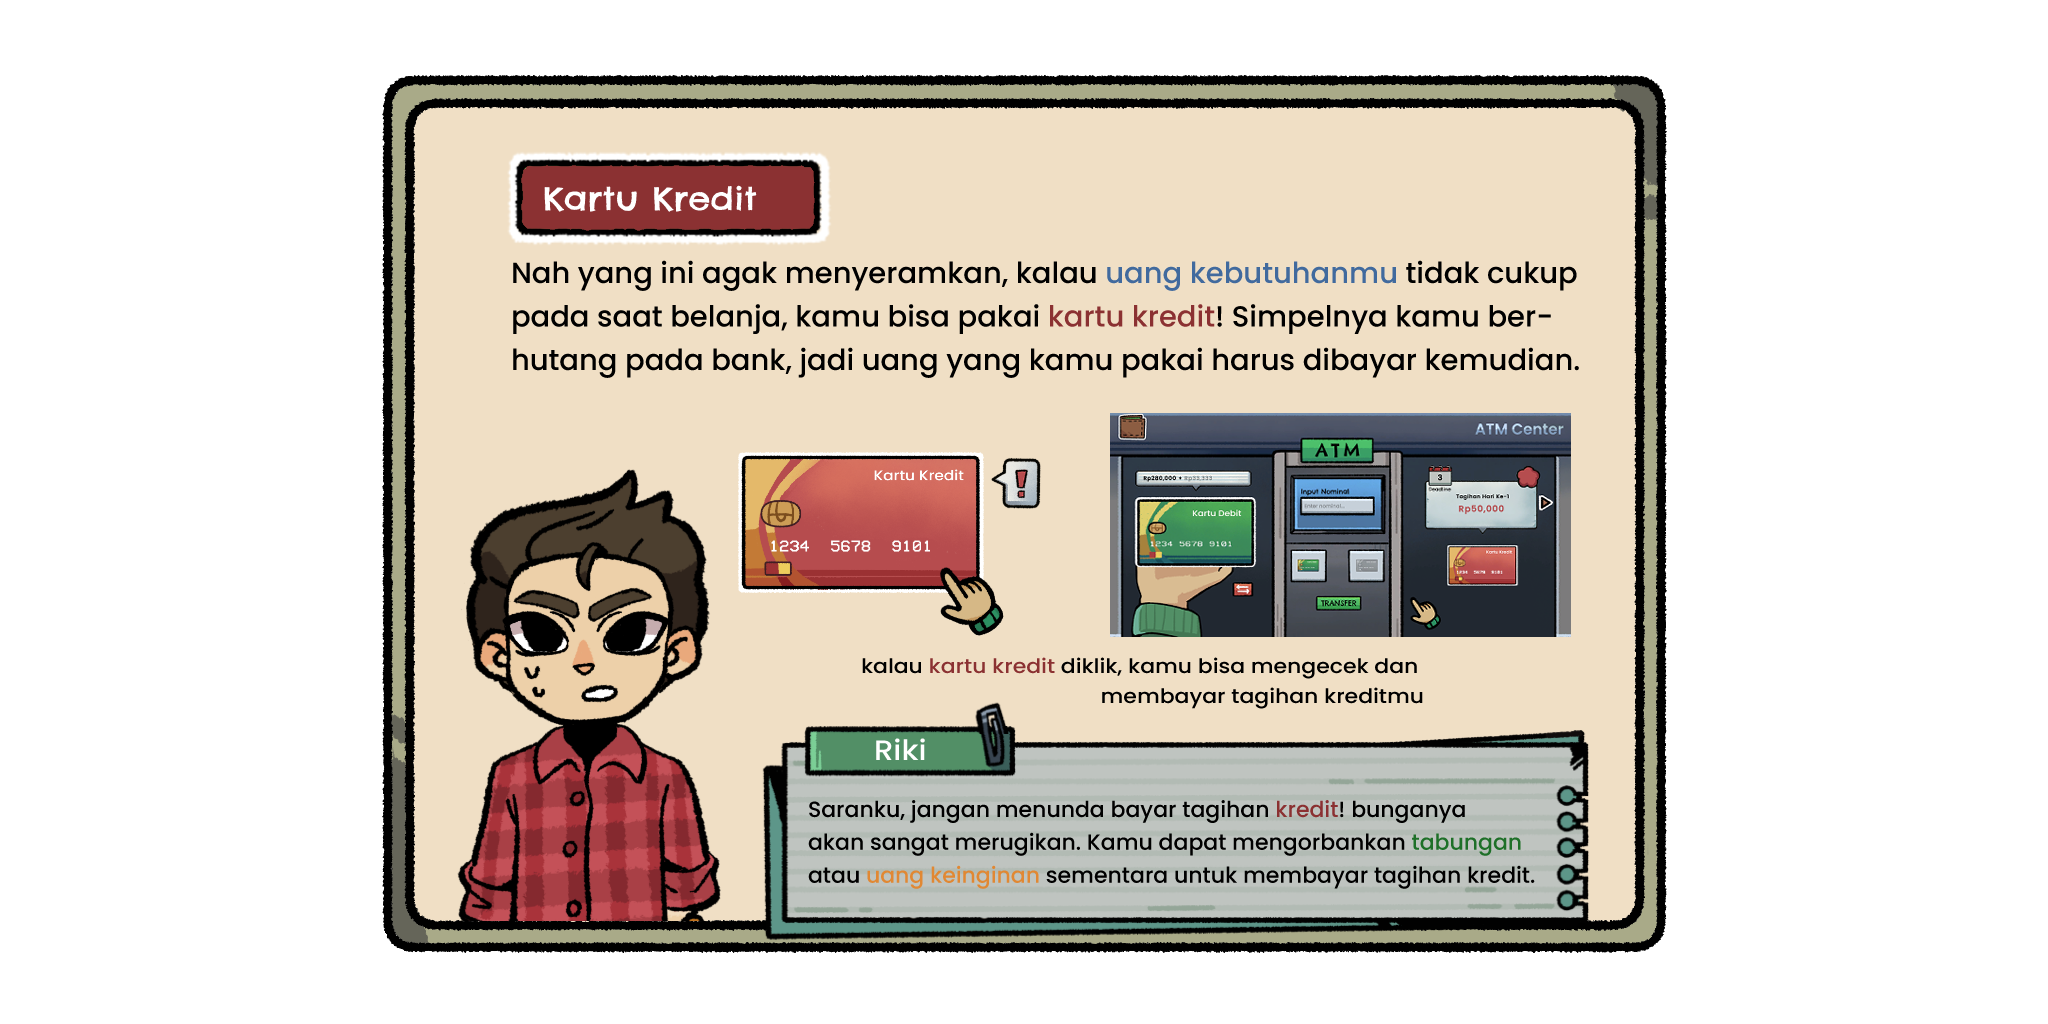 Kartu Kredit
Nah yang ini agak menyeramkan, kalau uang kebutuhanmu tidak cukup
pada saat belanja, kamu bisa pakai kartu kredit! Simpelnya kamu ber-
hutang pada bank, jadi uang yang kamu pakai harus dibayar kemudian.
Kartu Kredit
1234 5678 9101
!
ATM Center
ATM
Rp280,000 +
Kartu Debit
1234 5678 9101
Input Nominal
Enter nominal...
TRANSFER
3
Deadline
Tagihan Hari Ke-1
Rp50,000
Kartu Kredit
1234 5678 9101
kalau kartu kredit diklik, kamu bisa mengecek dan
membayar tagihan kreditmu
Riki
Saranku, jangan menunda bayar tagihan kredit! bunganya
akan sangat merugikan. Kamu dapat mengorbankan tabungan
atau uang keinginan sementara untuk membayar tagihan kredit.